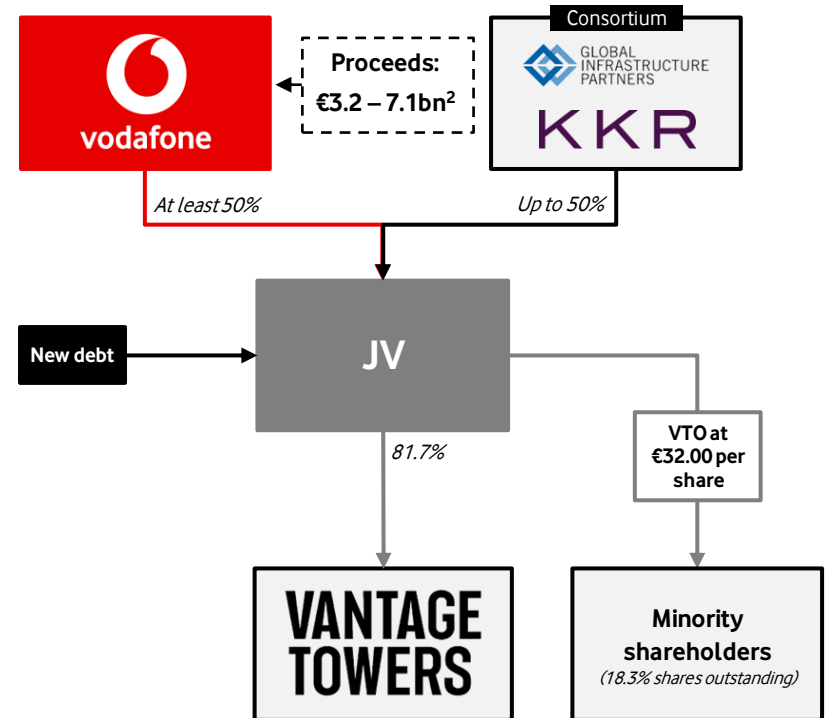 Consortium
vodafone
Proceeds:
€3.2 – 7.1bn²
GLOBAL
INFRASTRUCTURE
PARTNERS
KKR
At least 50%
Up to 50%
New debt
JV
81.7%
VTO at
€32.00 per
share
VANTAGE
TOWERS
Minority
shareholders
(18.3% shares outstanding)